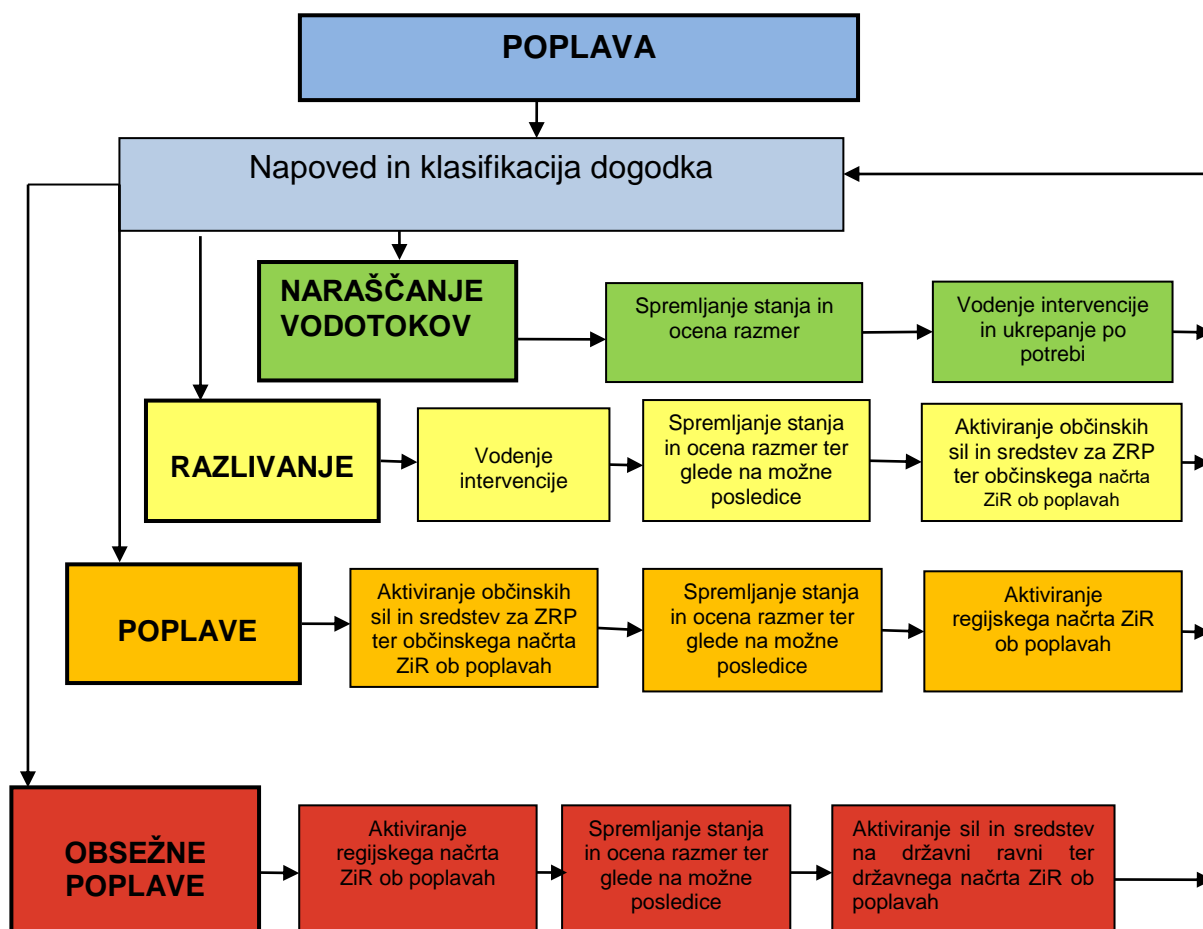 POPLAVA
Napoved in klasifikacija dogodka
NARAŠČANJE
VODOTOKOV
Spremljanje stanja in
ocena razmer
Vodenje intervencije
in ukrepanje po
potrebi
RAZLIVANJE
Vodenje
intervencije
Spremljanje stanja
in ocena razmer ter
glede na možne
posledice
Aktiviranje občinskih
sil in sredstev za ZRP
ter občinskega načrta
ZiR ob poplavah
POPLAVE
Aktiviranje občinskih
sil in sredstev za ZRP
ter občinskega načrta
ZiR ob poplavah
Spremljanje stanja
in ocena razmer ter
glede na možne
posledice
Aktiviranje
regijskega načrta ZiR
ob poplavah
OBSEŽNE
POPLAVE
Aktiviranje
regijskega načrta
ZiR ob poplavah
Spremljanje stanja
in ocena razmer ter
glede na možne
posledice
Aktiviranje sil in sredstev
na državni ravni ter
državnega načrta ZiR ob
poplavah